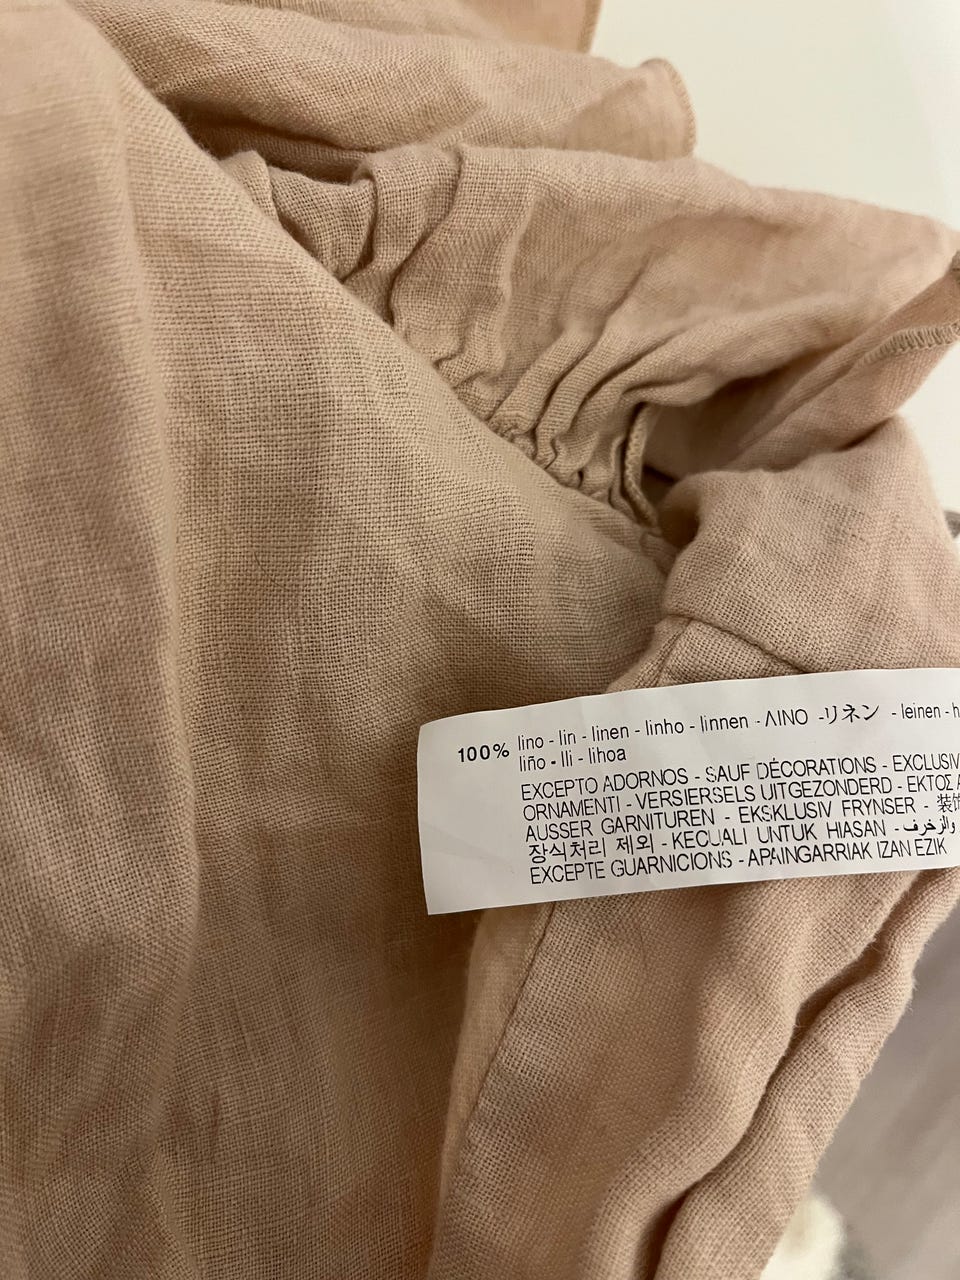 100% lino - lin - linen - linho - linnen - ΛΙΝΟ - リネン - leinen -
liño - lli - lihoa
EXCEPTO ADORNOS - SAUF DÉCORATIONS -
ORNAMENTI - VERSIERSELS UITGEZONDERD - ΕΚΤΟΣ
AUSSER GARNITUREN - EKSKLUSIV FRYNSER -
장식처리 제외 - KECUALI UNTUK HIASAN - والزخرف
EXCEPTE GUARNICIONS - APAINGARRIAK IZAN EZIK